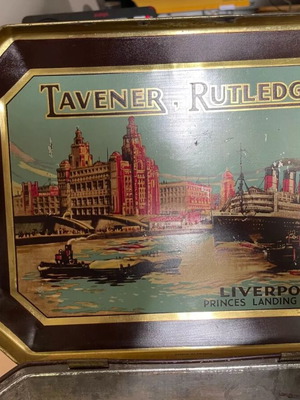 TAVENER . RUTLEDG
LIVERPO
PRINCES LANDING